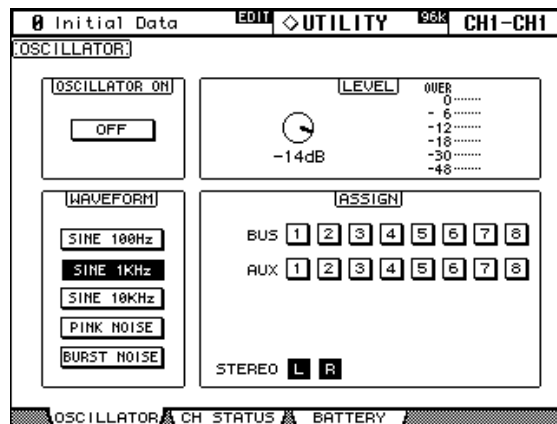 0 Initial Data EDIT ◇UTILITY 96K CH1-CH1
OSCILLATOR
OSCILLATOR ON
OFF
LEVEL
-14dB
OVER
0
- 6
-12
-18
-30
-48
WAVEFORM
SINE 100Hz
SINE 1KHz
SINE 10KHz
PINK NOISE
BURST NOISE
ASSIGN
BUS 1 2 3 4 5 6 7 8
AUX 1 2 3 4 5 6 7 8
STEREO L R
OSCILLATOR CH STATUS BATTERY